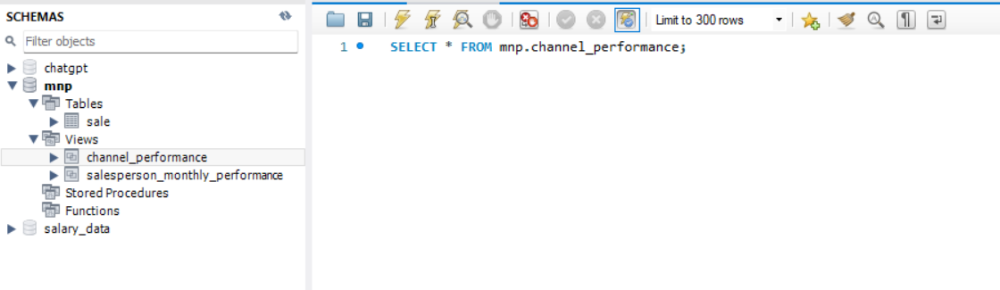 SCHEMAS
Filter objects
chatgpt
mnp
Tables
sale
Views
channel_performance
salesperson_monthly_performance
Stored Procedures
Functions
salary_data
Limit to 300 rows
1 SELECT * FROM mnp.channel_performance;